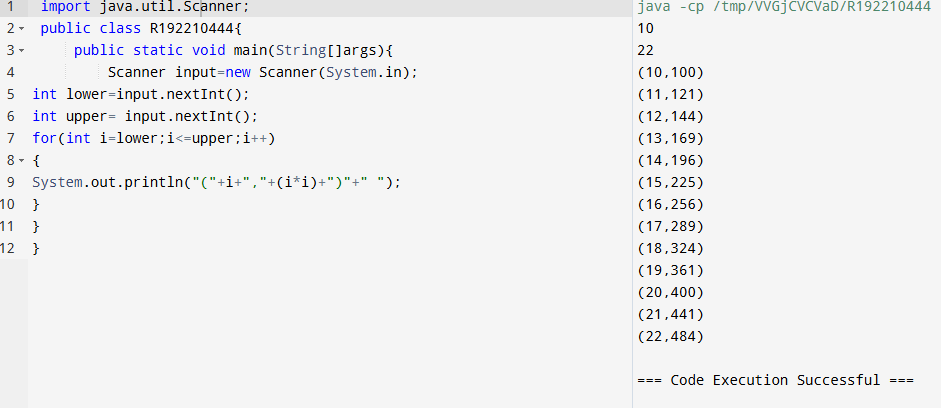 1 import java.util.Scanner;
2 public class R192210444{
3 public static void main(String[]args){
4 Scanner input=new Scanner(System.in);
5 int lower=input.nextInt();
6 int upper= input.nextInt();
7 for(int i=lower;i<=upper;i++)
8 {
9 System.out.println("("+i+","+(i*i)+")"+" ");
10 }
11 }
12 }
java -cp /tmp/VVGjCVCVaD/R192210444
10
22
(10,100)
(11,121)
(12,144)
(13,169)
(14,196)
(15,225)
(16,256)
(17,289)
(18,324)
(19,361)
(20,400)
(21,441)
(22,484)
=== Code Execution Successful ===